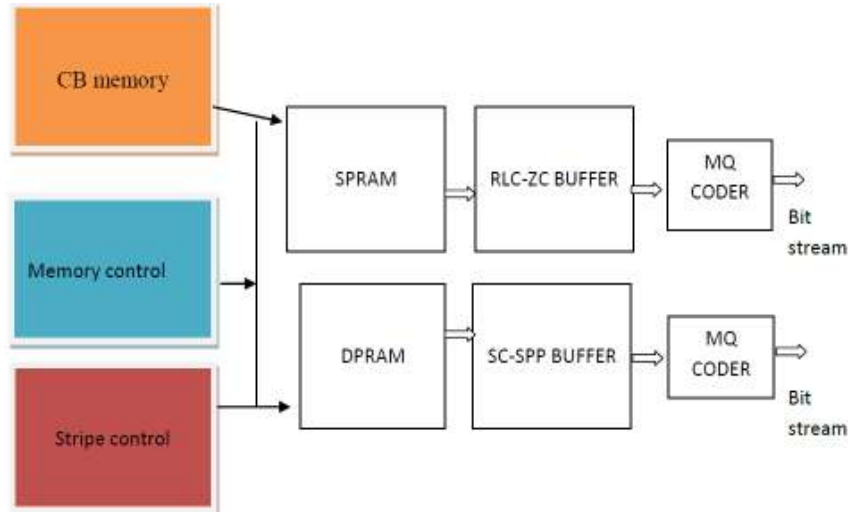 CB memory
SPRAM
RLC-ZC BUFFER
MQ
CODER
Bit
stream
Memory control
DPRAM
SC-SPP BUFFER
MQ
CODER
Bit
stream
Stripe control